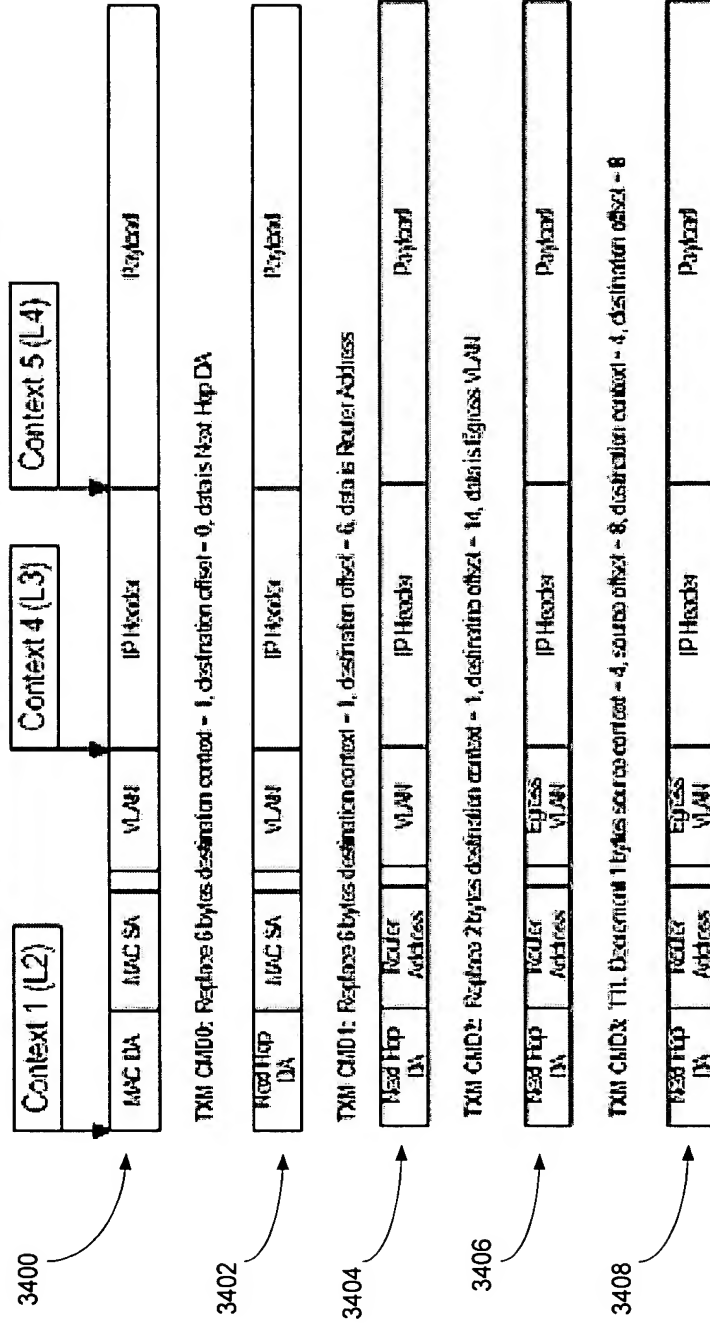 Context 1 (L2)
Context 4 (L3)
Context 5 (L4)
3400
MAC DA
MAC SA
VLAN
IP Header
Payload
TXM CMD0: Replace 6 bytes destination context = 1, destination offset = 0, data is Next Hop DA
3402
Next Hop
DA
MAC SA
VLAN
IP Header
Payload
TXM CMD1: Replace 6 bytes destination context = 1, destination offset = 6, data is Router Address
3404
Next Hop
DA
Router
Address
VLAN
IP Header
Payload
TXM CMD2: Replace 2 bytes destination context = 1, destination offset = 14, data is Egress VLAN
3406
Next Hop
DA
Router
Address
Egress
VLAN
IP Header
Payload
TXM CMD3: TTL Decrement 1 bytes source context = 4, source offset = 8, destination context = 4, destination offset = 8
3408
Next Hop
DA
Router
Address
Egress
VLAN
IP Header
Payload